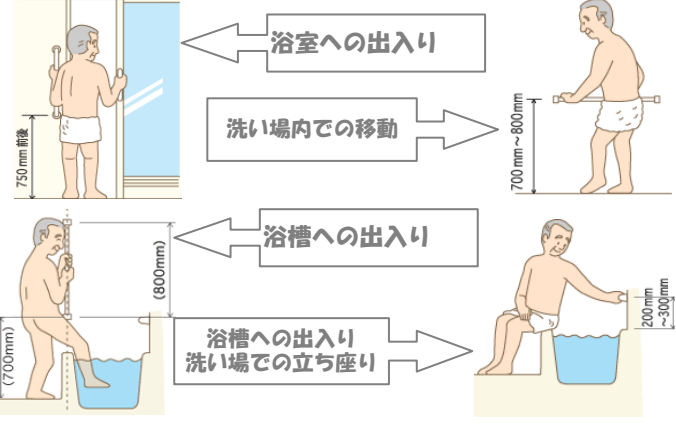 浴室への出入り
洗い場内での移動
750mm前後
700mm～800mm
浴槽への出入り
(800mm)
(700mm)
浴槽への出入り
洗い場での立ち座り
200mm
～300mm